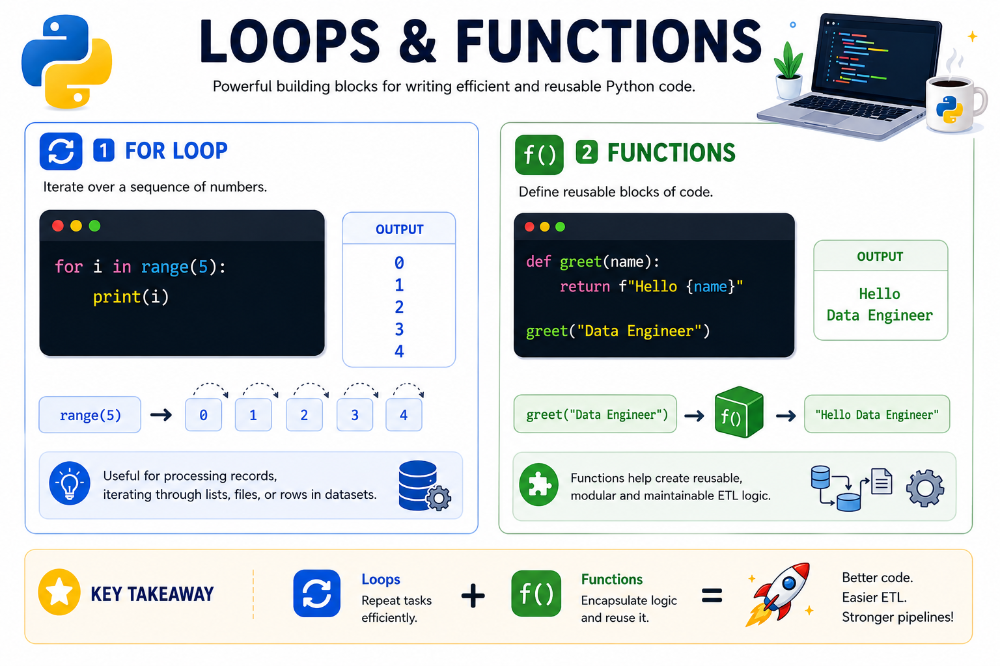 LOOPS & FUNCTIONS
Powerful building blocks for writing efficient and reusable Python code.
1 FOR LOOP
Iterate over a sequence of numbers.
for i in range(5):
    print(i)
OUTPUT
0
1
2
3
4
range(5)
0 1 2 3 4
Useful for processing records,
iterating through lists, files, or rows in datasets.
f() 2 FUNCTIONS
Define reusable blocks of code.
def greet(name):
    return f"Hello {name}"
greet("Data Engineer")
OUTPUT
Hello
Data Engineer
greet("Data Engineer")
f()
"Hello Data Engineer"
Functions help create reusable,
modular and maintainable ETL logic.
KEY TAKEAWAY
Loops
Repeat tasks
efficiently.
+
f()
Functions
Encapsulate logic
and reuse it.
=
Better code.
Easier ETL.
Stronger pipelines!